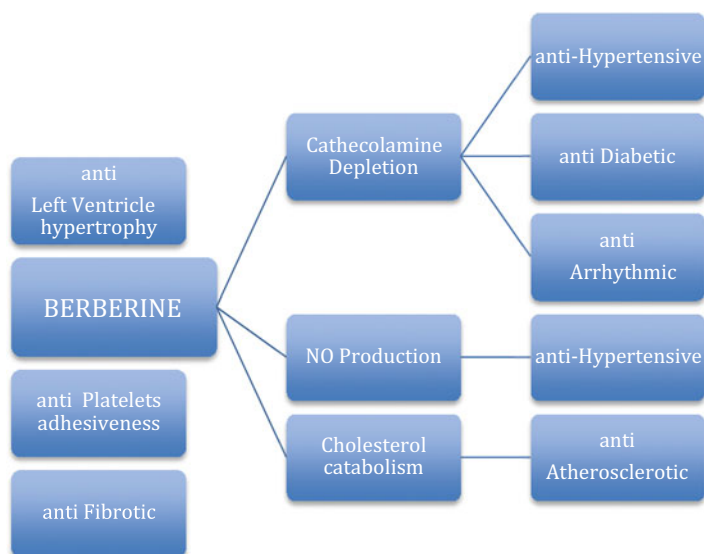 anti
Left Ventricle
hypertrophy
BERBERINE
anti Platelets
adhesiveness
anti Fibrotic
Cathecolamine
Depletion
NO Production
Cholesterol
catabolism
anti-Hypertensive
anti Diabetic
anti
Arrhythmic
anti-Hypertensive
anti
Atherosclerotic